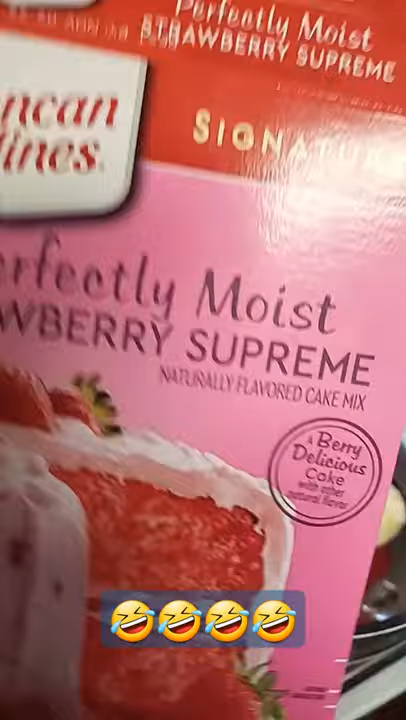 Perfectly Moist
STRAWBERRY SUPREME
ncan
ines.
SIGNATU
erfectly Moist
WBERRY SUPREME
NATURALLY FLAVORED CAKE MIX
A Berry
Delicious
Cake
with other
natural flavor